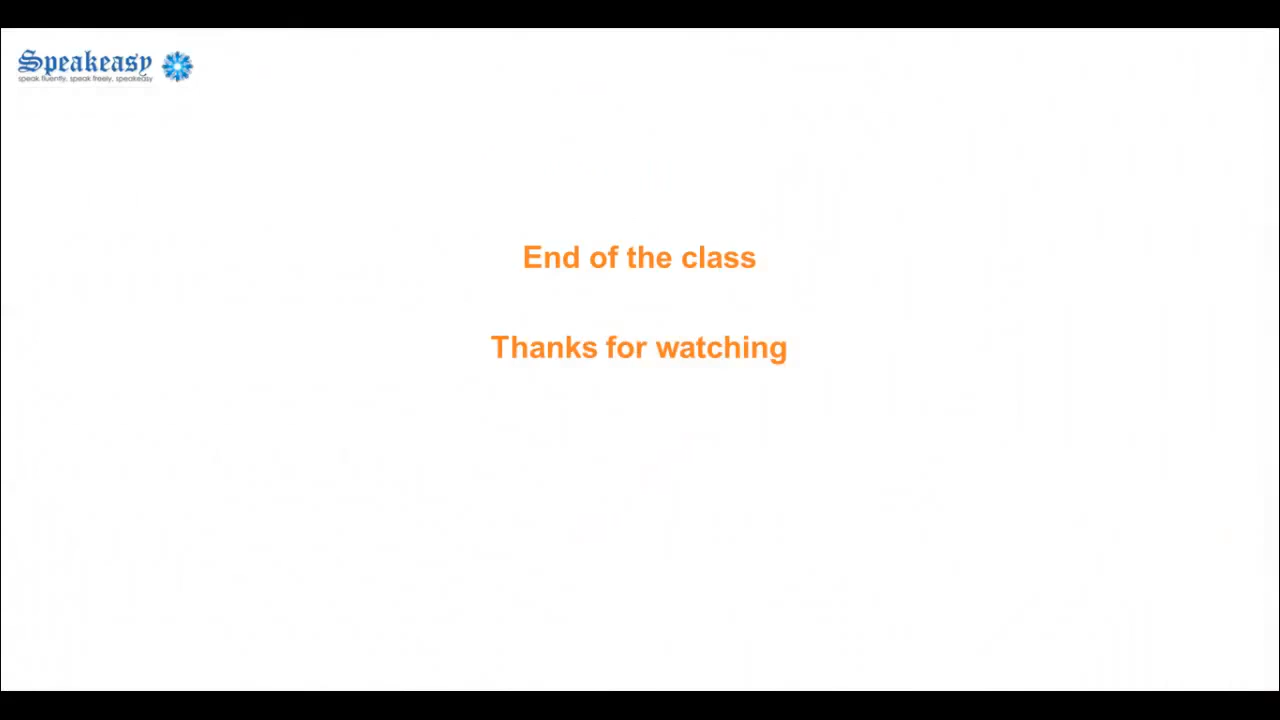 Speakeasy
speak fluently, speak freely, speakeasy
End of the class
Thanks for watching